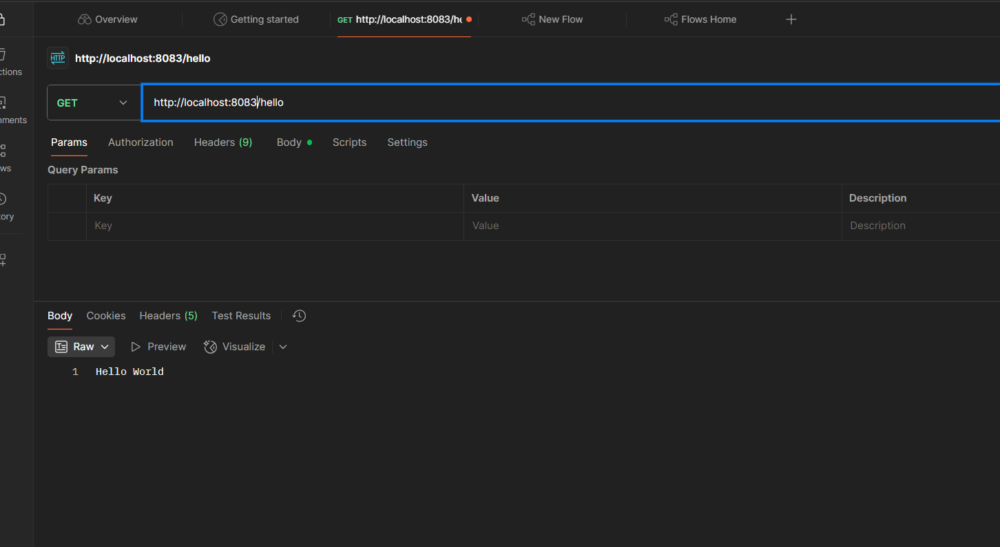 Overview Getting started GET http://localhost:8083/he New Flow Flows Home
HTTP http://localhost:8083/hello
GET http://localhost:8083/hello
Params Authorization Headers (9) Body Scripts Settings
Query Params
Key Value Description
Key Value Description
ctions
nments
ws
ory
Body Cookies Headers (5) Test Results
Raw Preview Visualize
1 Hello World